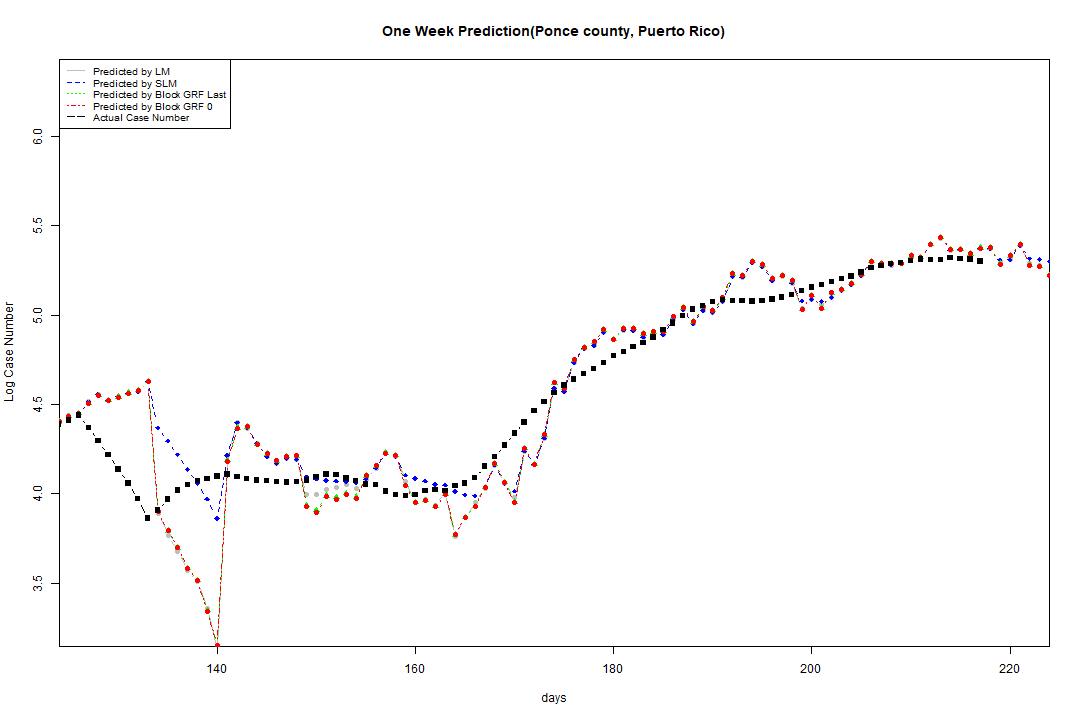 One Week Prediction(Ponce county, Puerto Rico)
Predicted by LM
Predicted by SLM
Predicted by Block GRF Last
Predicted by Block GRF 0
Actual Case Number
6.0
5.5
5.0
4.5
4.0
3.5
Log Case Number
140 160 180 200 220
days